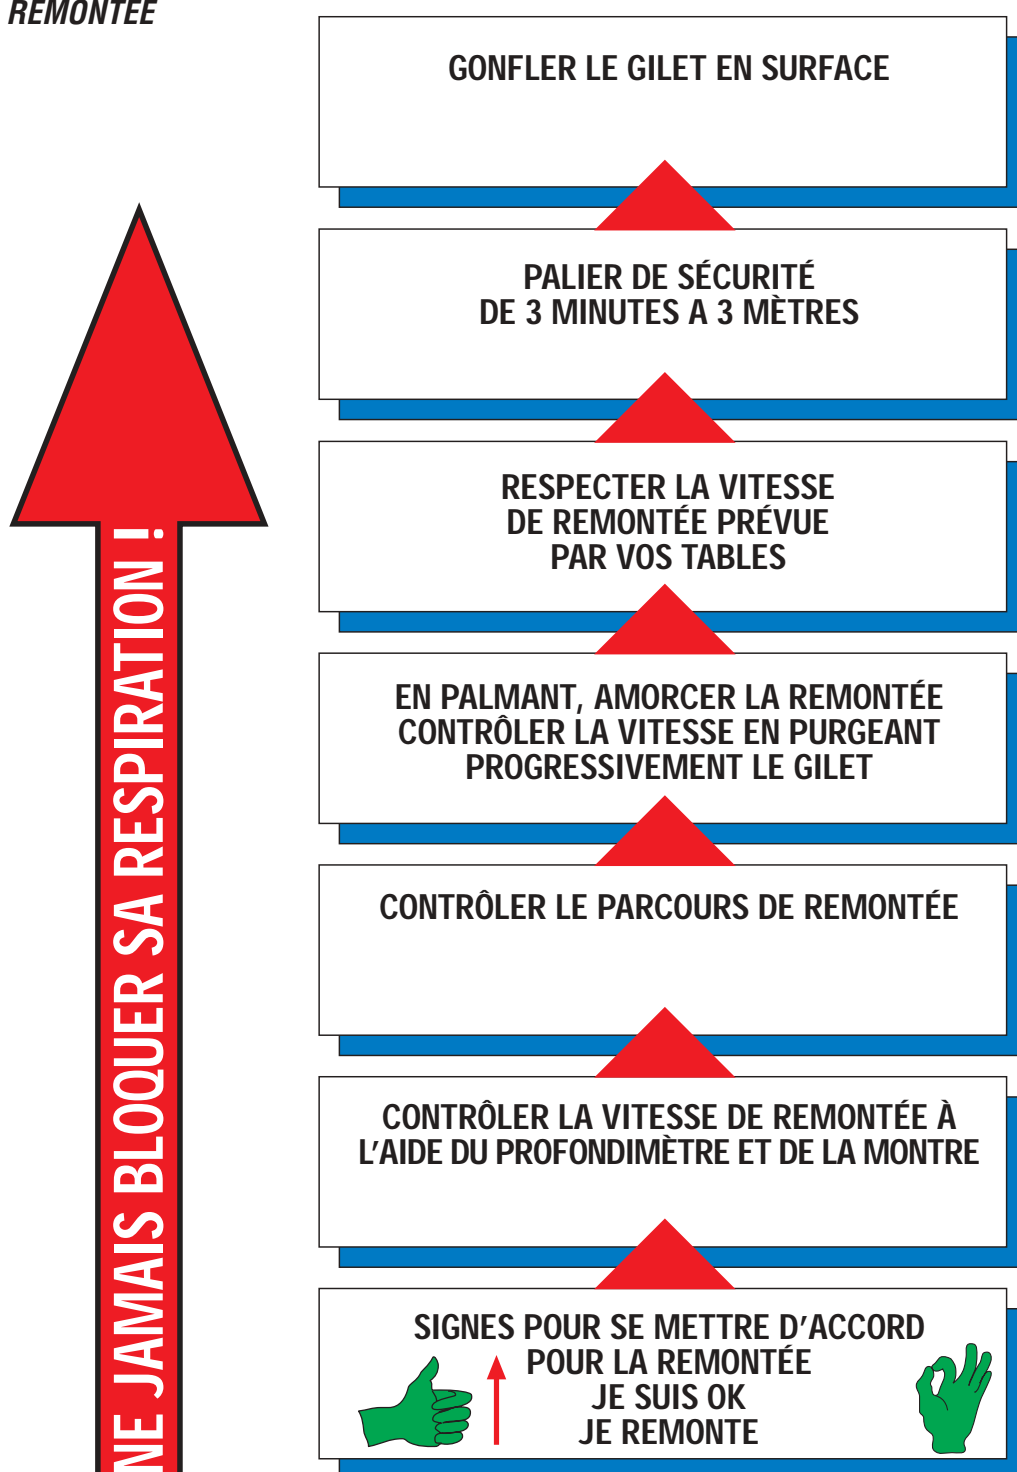 REMONTÉE
GONFLER LE GILET EN SURFACE
PALIER DE SÉCURITÉ
DE 3 MINUTES A 3 MÈTRES
RESPECTER LA VITESSE
DE REMONTÉE PRÉVUE
PAR VOS TABLES
EN PALMANT, AMORCER LA REMONTÉE
CONTRÔLER LA VITESSE EN PURGEANT
PROGRESSIVEMENT LE GILET
CONTRÔLER LE PARCOURS DE REMONTÉE
CONTRÔLER LA VITESSE DE REMONTÉE À
L'AIDE DU PROFONDIMÈTRE ET DE LA MONTRE
SIGNES POUR SE METTRE D'ACCORD
POUR LA REMONTÉE
JE SUIS OK
JE REMONTE
NE JAMAIS BLOQUER SA RESPIRATION !